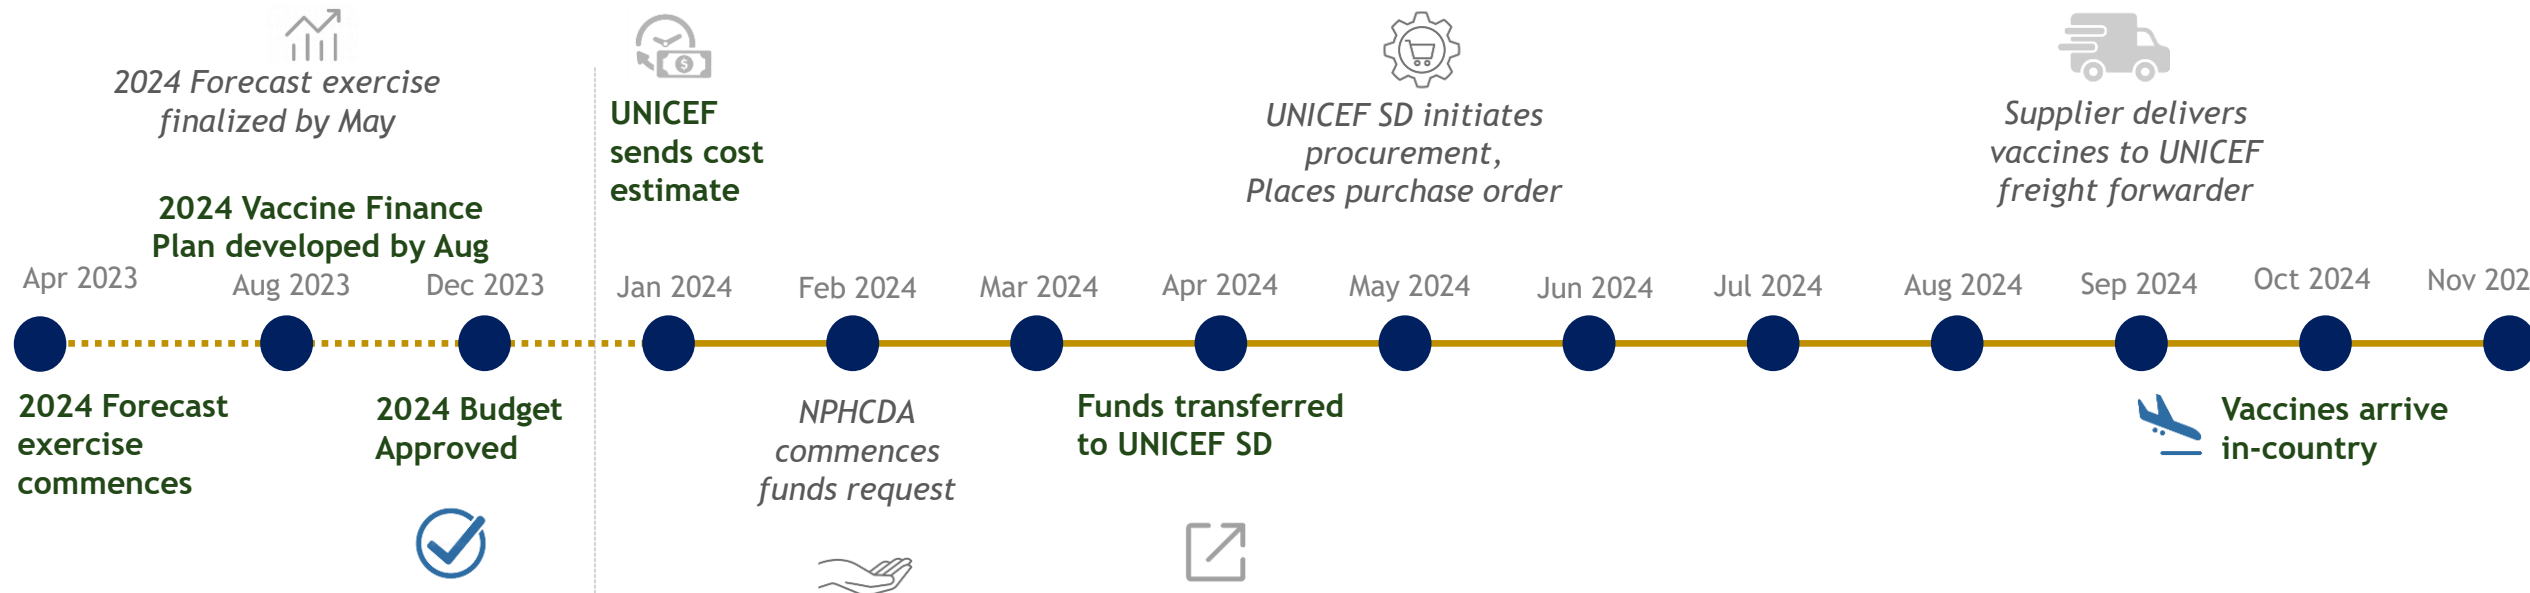 2024 Forecast exercise
finalized by May
2024 Vaccine Finance
Plan developed by Aug
UNICEF
sends cost
estimate
UNICEF SD initiates
procurement,
Places purchase order
Supplier delivers
vaccines to UNICEF
freight forwarder
Apr 2023
Aug 2023
Dec 2023
Jan 2024
Feb 2024
Mar 2024
Apr 2024
May 2024
Jun 2024
Jul 2024
Aug 2024
Sep 2024
Oct 2024
Nov 202
2024 Forecast
exercise
commences
2024 Budget
Approved
NPHCDA
commences
funds request
Funds transferred
to UNICEF SD
Vaccines arrive
in-country